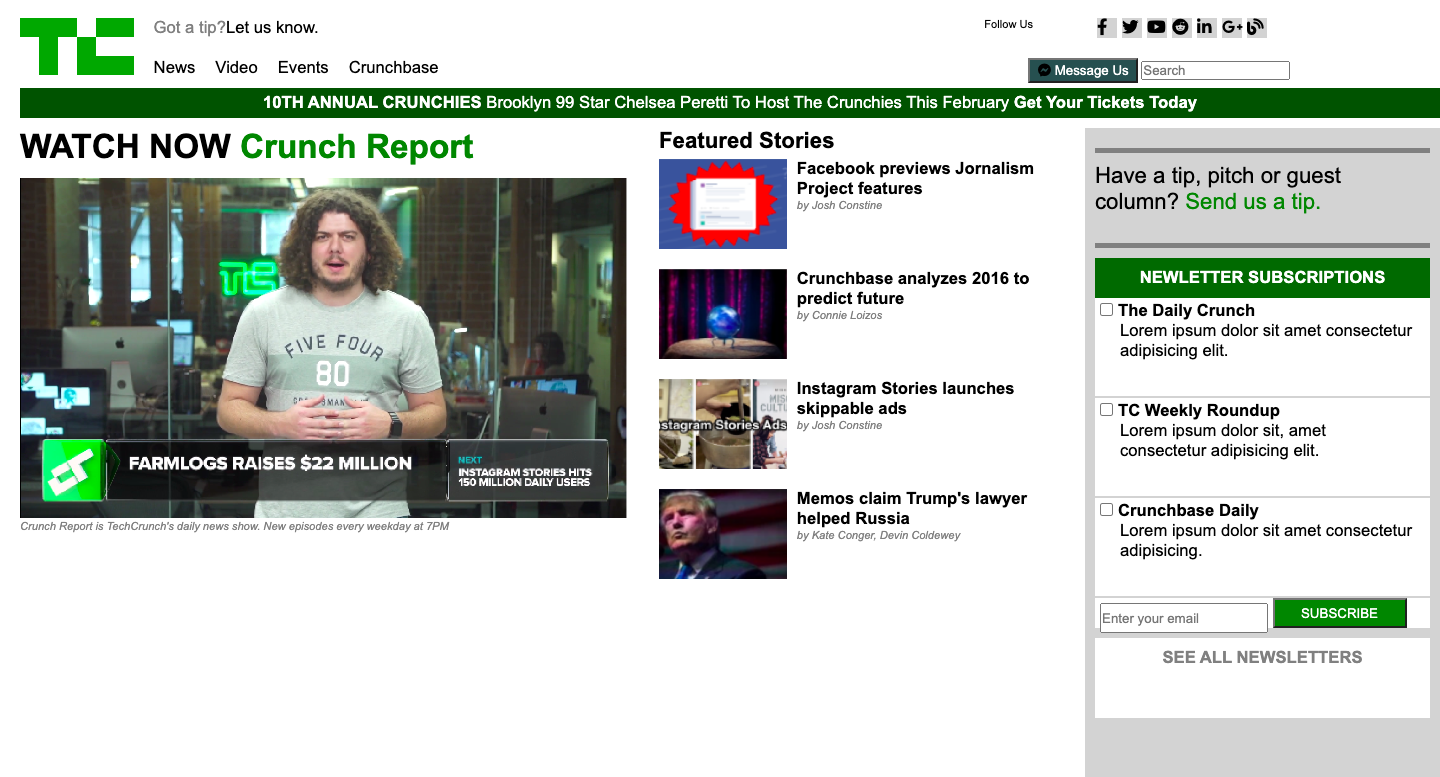 TC
Got a tip?Let us know.
Follow Us
News Video Events Crunchbase
Message Us Search
10TH ANNUAL CRUNCHIES Brooklyn 99 Star Chelsea Peretti To Host The Crunchies This February Get Your Tickets Today
WATCH NOW Crunch Report
TC
FIVE FOUR
80
FARMLOGS RAISES $22 MILLION
NEXT
INSTAGRAM STORIES HITS
150 MILLION DAILY USERS
Crunch Report is TechCrunch's daily news show. New episodes every weekday at 7PM
Featured Stories
Facebook previews Jornalism
Project features
by Josh Constine
Crunchbase analyzes 2016 to
predict future
by Connie Loizos
Instagram Stories launches
skippable ads
by Josh Constine
stagram Stories Ads
Memos claim Trump's lawyer
helped Russia
by Kate Conger, Devin Coldewey
Have a tip, pitch or guest
column? Send us a tip.
NEWLETTER SUBSCRIPTIONS
The Daily Crunch
Lorem ipsum dolor sit amet consectetur
adipisicing elit.
TC Weekly Roundup
Lorem ipsum dolor sit, amet
consectetur adipisicing elit.
Crunchbase Daily
Lorem ipsum dolor sit amet consectetur
adipisicing.
Enter your email SUBSCRIBE
SEE ALL NEWSLETTERS